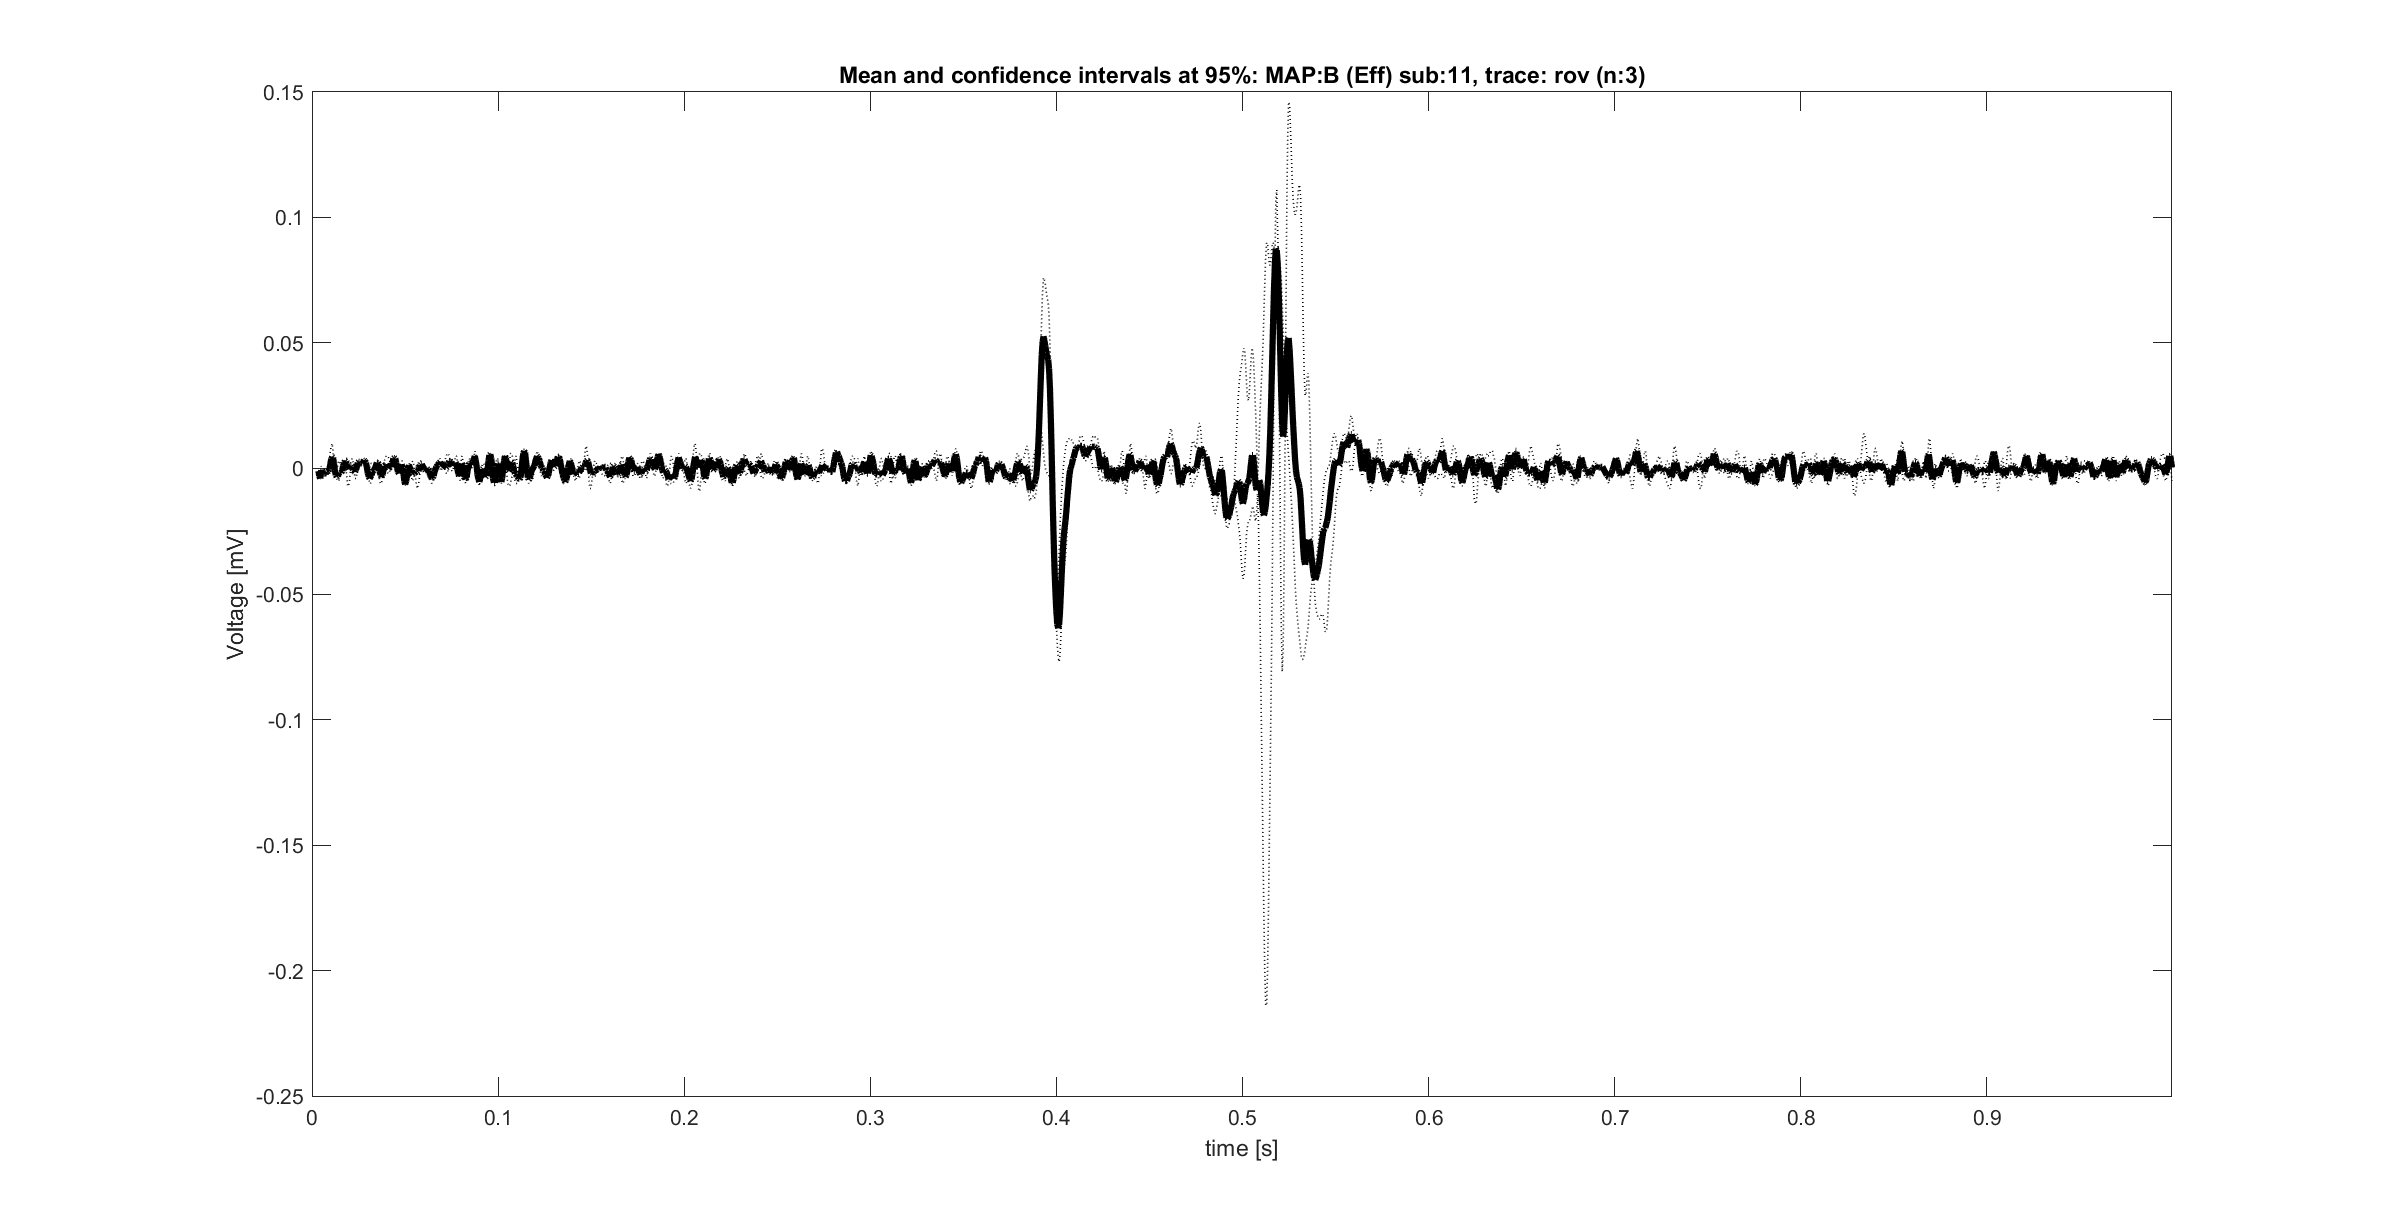 Mean and confidence intervals at 95%: MAP:B (Eff) sub:11, trace: rov (n:3)
0.15
0.1
0.05
0
-0.05
-0.1
-0.15
-0.2
-0.25
Voltage [mV]
0 0.1 0.2 0.3 0.4 0.5 0.6 0.7 0.8 0.9
time [s]